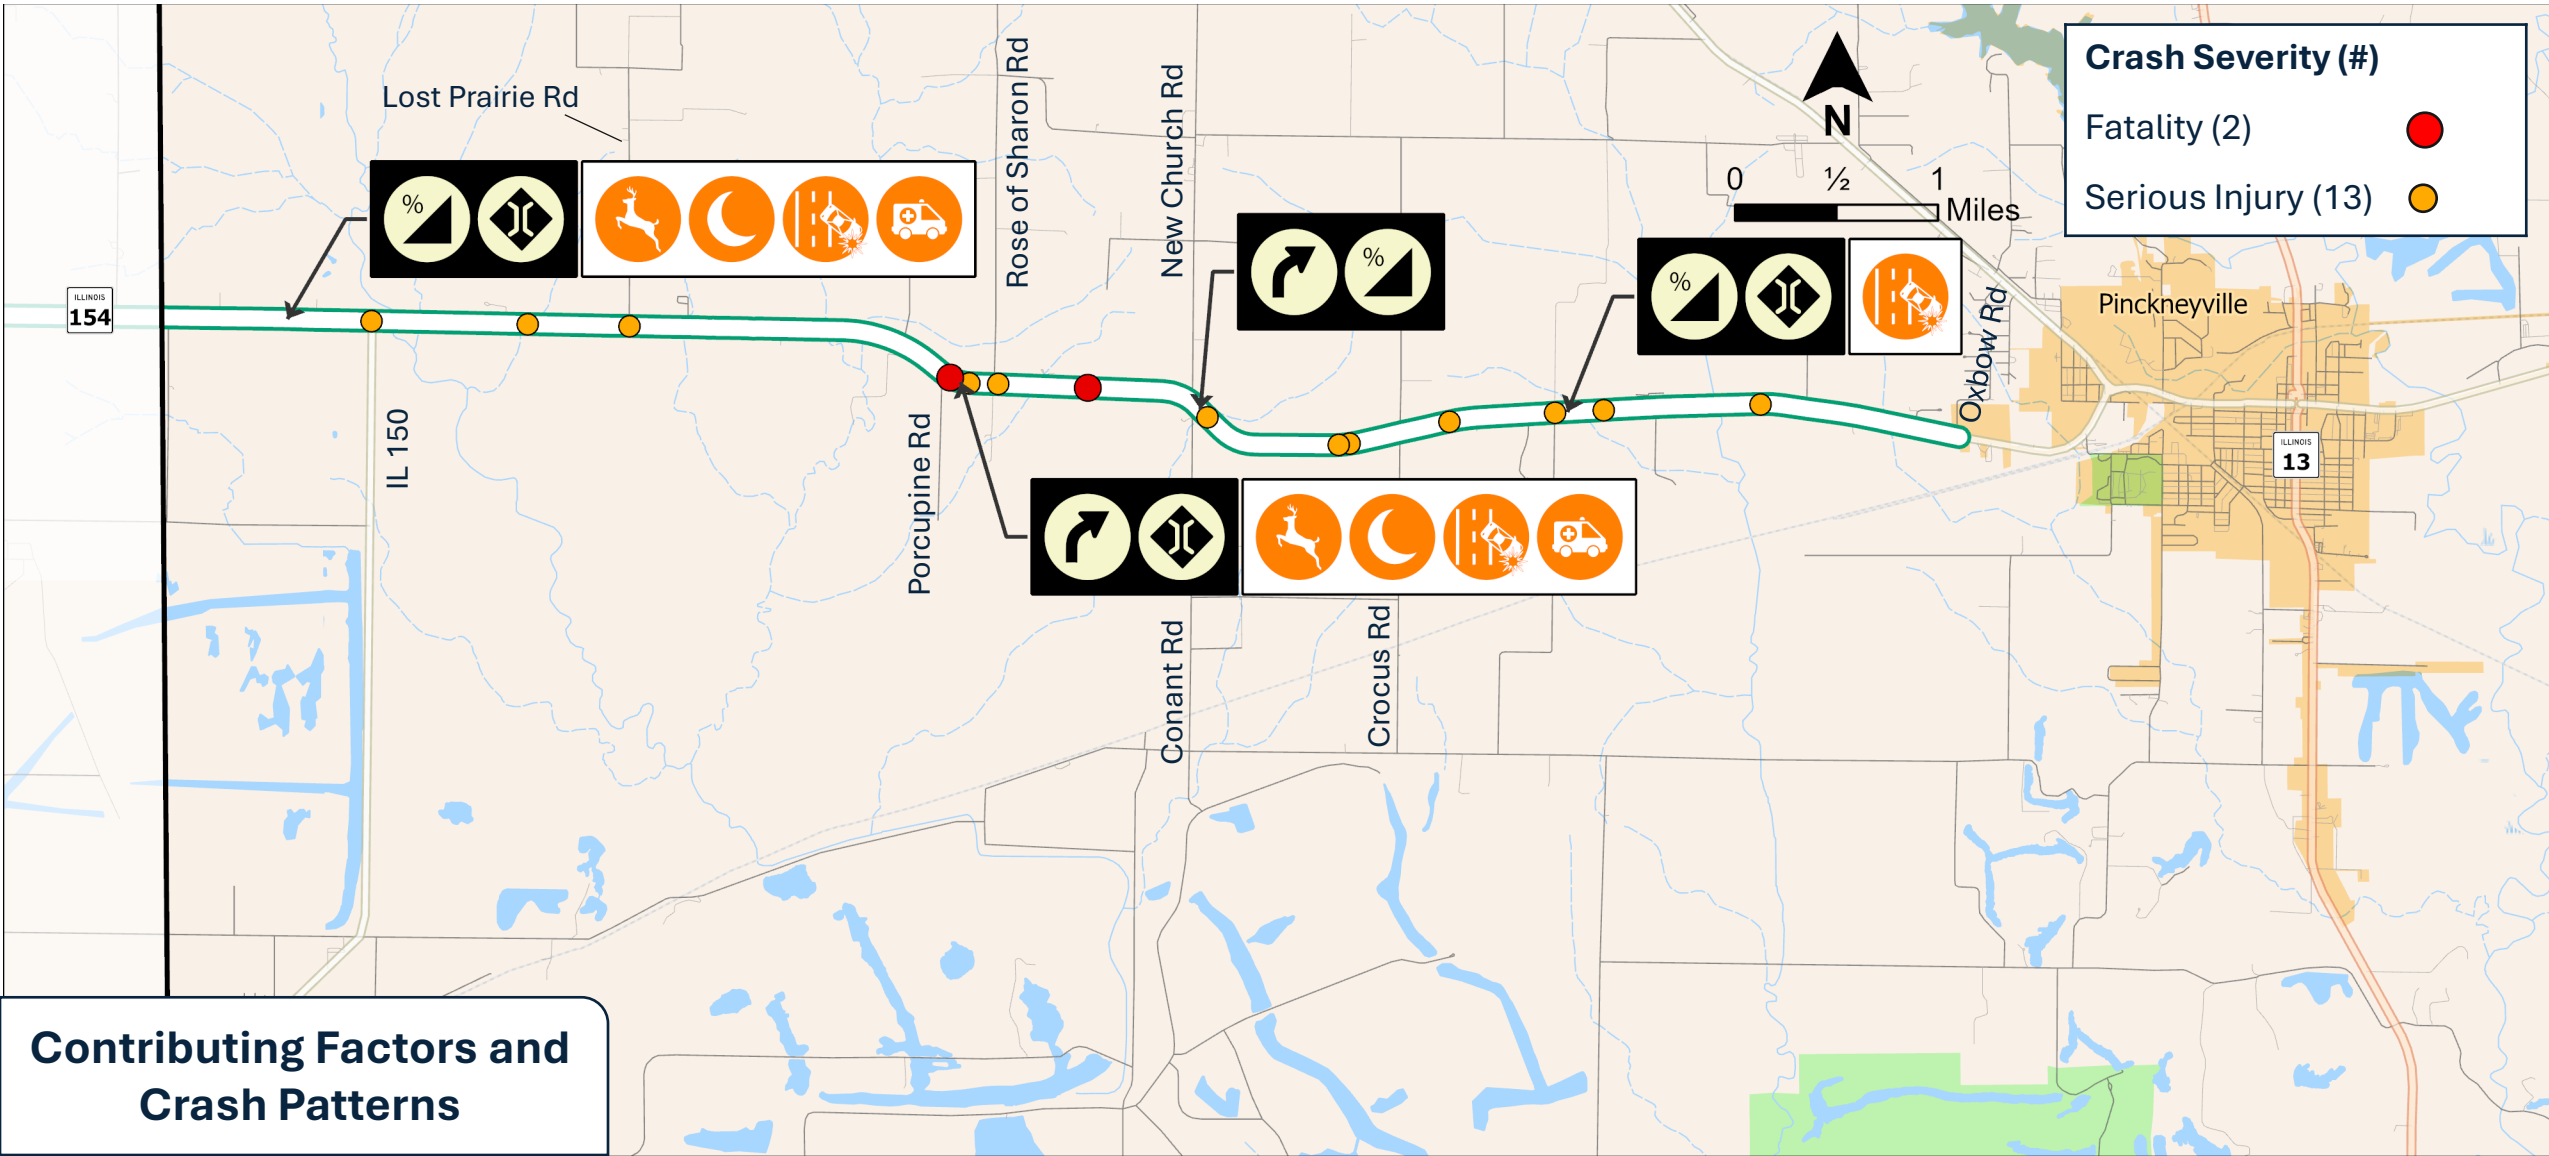 Crash Severity (#)
Fatality (2)
Serious Injury (13)
N
0 ½ 1
Miles
Lost Prairie Rd
Rose of Sharon Rd
New Church Rd
%
%
%
ILLINOIS
154
Pinckneyville
Oxbow Rd
IL 150
Porcupine Rd
ILLINOIS
13
Conant Rd
Crocus Rd
Contributing Factors and
Crash Patterns